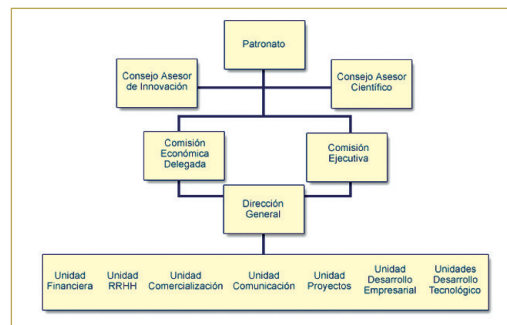 Patronato
Consejo Asesor
de Innovación
Consejo Asesor
Científico
Comisión
Económica
Delegada
Comisión
Ejecutiva
Dirección
General
Unidad
Financiera
Unidad
RRHH
Unidad
Comercialización
Unidad
Comunicación
Unidad
Proyectos
Unidad
Desarrollo
Empresarial
Unidades
Desarrollo
Tecnológico